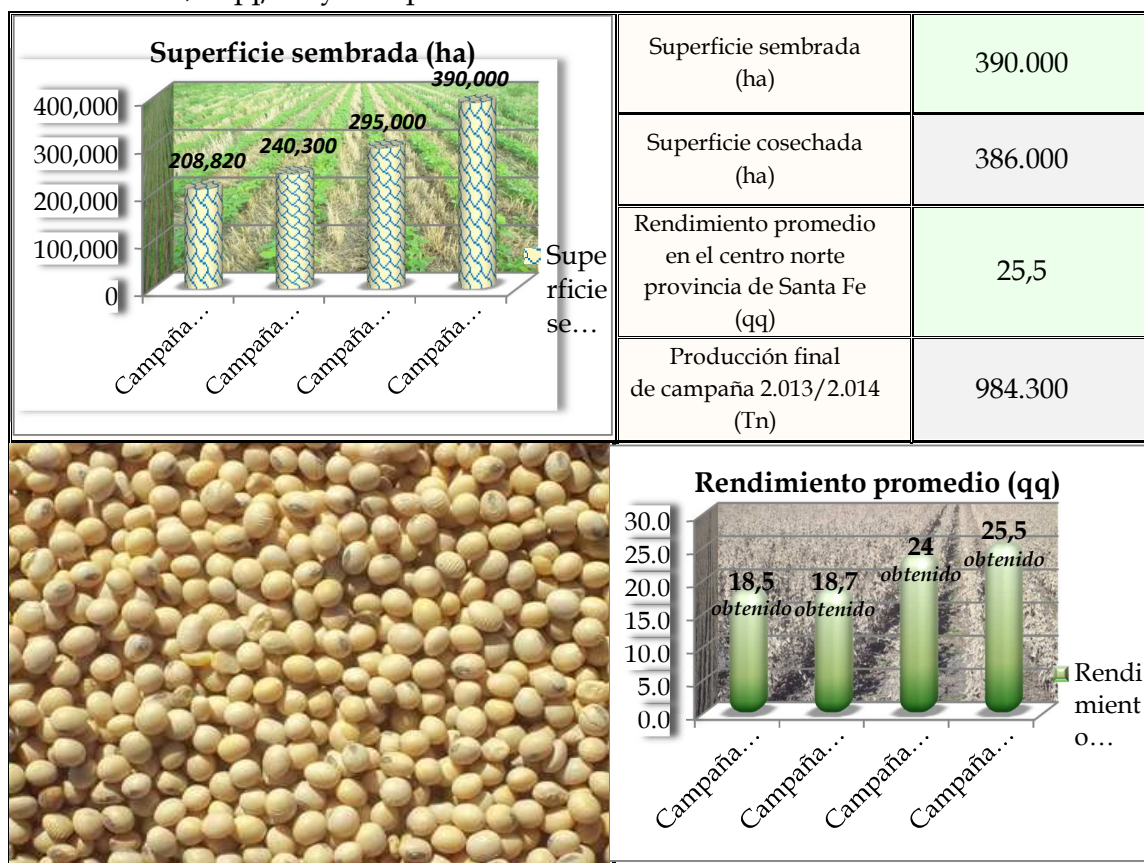 Superficie sembrada (ha)
400,000
300,000
200,000
100,000
0
208,820
240,300
295,000
390,000
Campaña...
Campaña...
Campaña...
Campaña...
Supe
rficie
se...
Superficie sembrada
(ha)
390.000
Superficie cosechada
(ha)
386.000
Rendimiento promedio
en el centro norte
provincia de Santa Fe
(qq)
25,5
Producción final
de campaña 2.013/2.014
(Tn)
984.300
Rendimiento promedio (qq)
30.0
25.0
20.0
15.0
10.0
5.0
0.0
18,5
obtenido
18,7
obtenido
24
obtenido
25,5
obtenido
Campaña...
Campaña...
Campaña...
Campaña...
Rendi
mient
o...